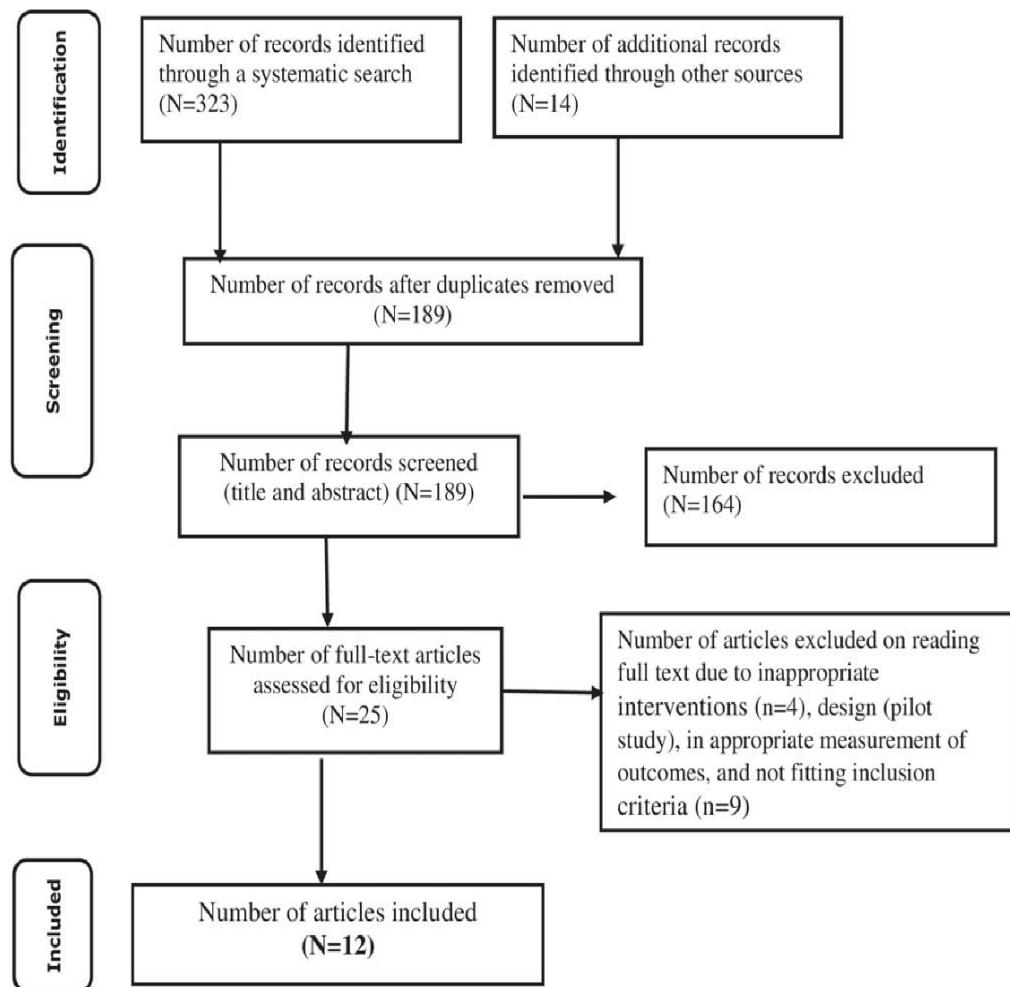 Identification
Number of records identified
through a systematic search
(N=323)
Number of additional records
identified through other sources
(N=14)
Screening
Number of records after duplicates removed
(N=189)
Number of records screened
(title and abstract) (N=189)
Number of records excluded
(N=164)
Eligibility
Number of full-text articles
assessed for eligibility
(N=25)
Number of articles excluded on reading
full text due to inappropriate
interventions (n=4), design (pilot
study), in appropriate measurement of
outcomes, and not fitting inclusion
criteria (n=9)
Included
Number of articles included
(N=12)